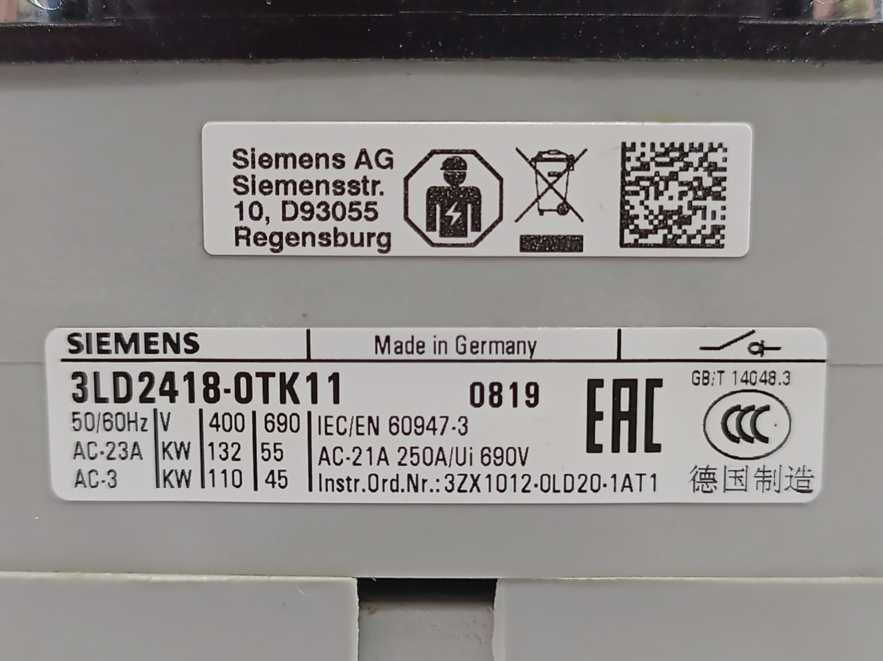 Siemens AG
Siemensstr.
10, D93055
Regensburg
SIEMENS Made in Germany
3LD2418-0TK11 0819 EAC GB/T 14048.3
50/60Hz V 400 690 IEC/EN 60947-3 CCC
AC-23A KW 132 55 AC-21A 250A/Ui 690V
AC-3 KW 110 45 Instr.Ord.Nr.:3ZX1012-0LD20-1AT1 德国制造